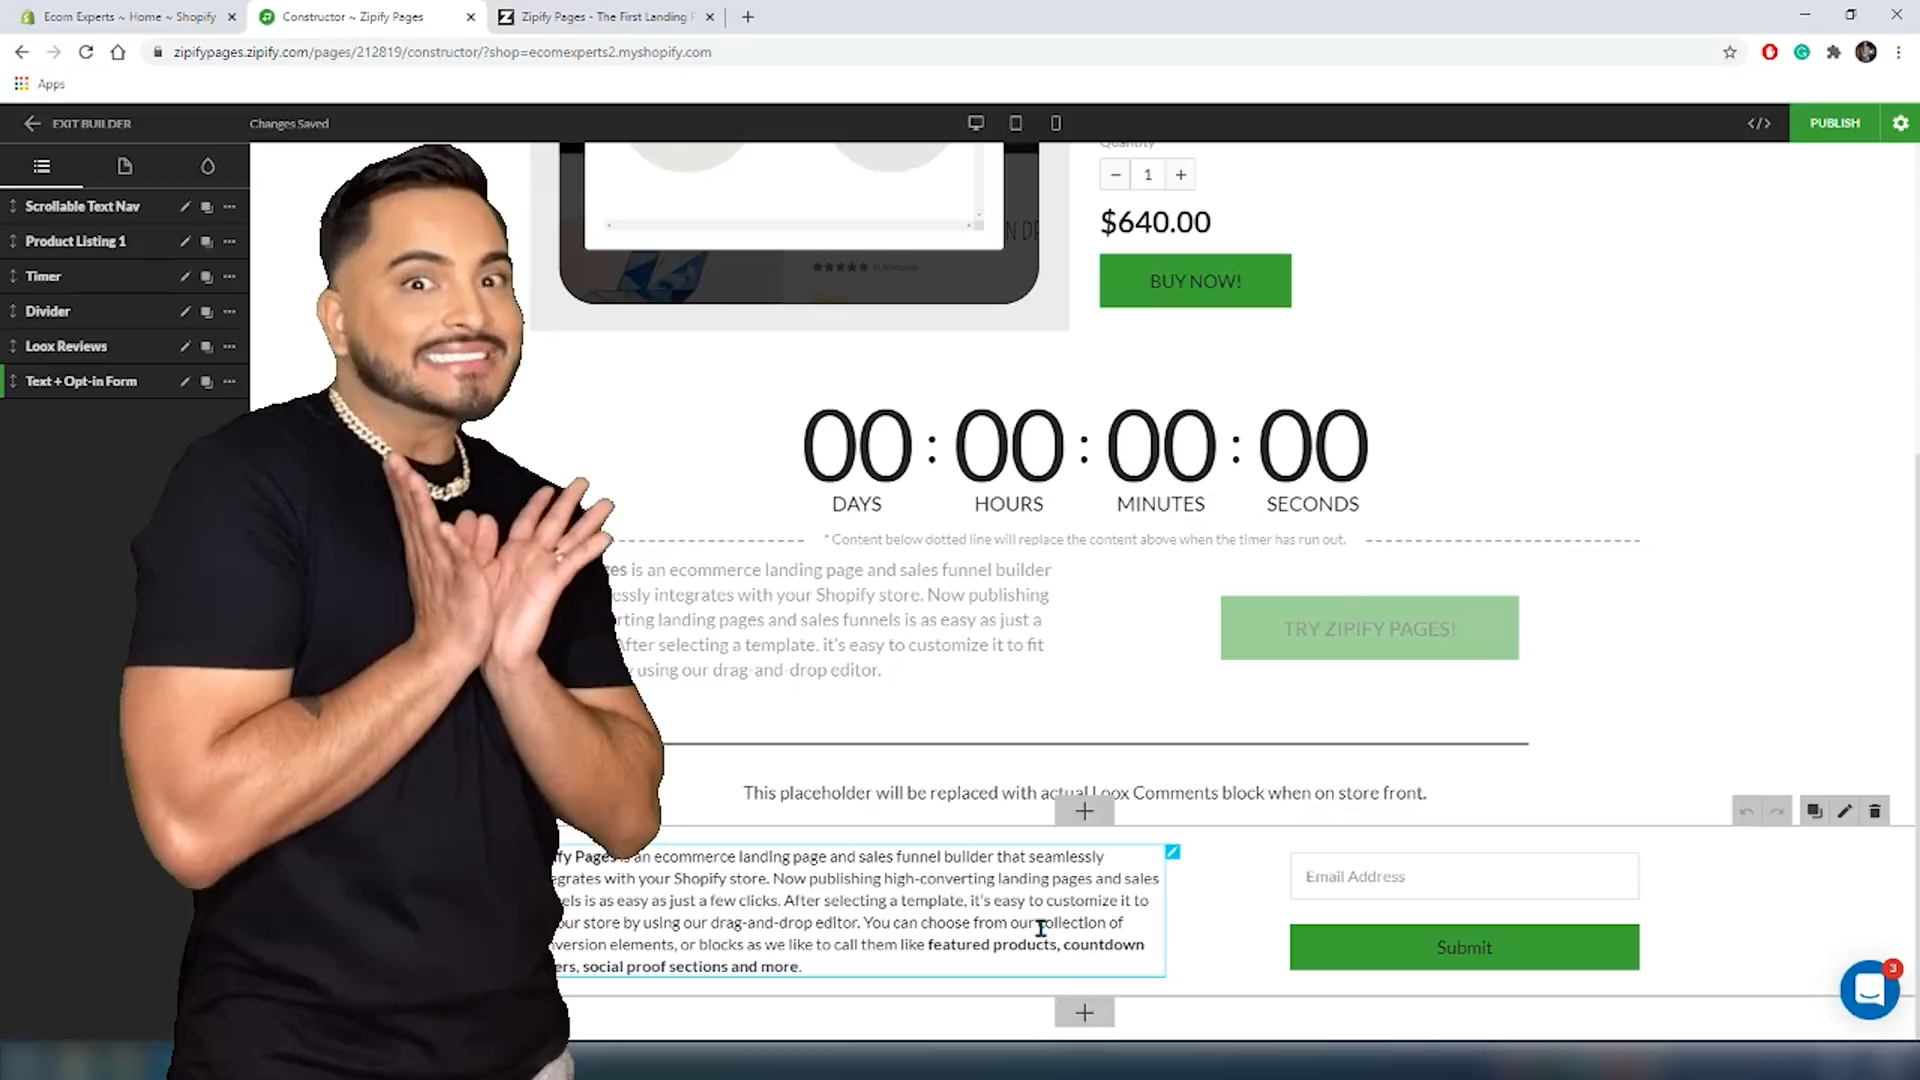 Ecom Experts ~ Home ~ Shopify
Constructor ~ Zipify Pages
Zipify Pages - The First Landing
zipifypages.zipify.com/pages/212819/constructor/?shop=ecomexperts2.myshopify.com
Apps
EXIT BUILDER
Changes Saved
</>
PUBLISH
Scrollable Text Nav
Product Listing 1
Timer
Divider
Loox Reviews
Text + Opt-in Form
Quantity
1
$640.00
BUY NOW!
00 : 00 : 00 : 00
DAYS HOURS MINUTES SECONDS
* Content below dotted line will replace the content above when the timer has run out.
is an ecommerce landing page and sales funnel builder
integrates with your Shopify store. Now publishing
landing pages and sales funnels is as easy as just a
After selecting a template, it's easy to customize it to fit
using our drag-and-drop editor.
TRY ZIPIFY PAGES!
This placeholder will be replaced with actual Loox Comments block when on store front.
Pages is an ecommerce landing page and sales funnel builder that seamlessly
with your Shopify store. Now publishing high-converting landing pages and sales
is as easy as just a few clicks. After selecting a template, it's easy to customize it to
your store by using our drag-and-drop editor. You can choose from our collection of
elements, or blocks as we like to call them like featured products, countdown
social proof sections and more.
Email Address
Submit
3